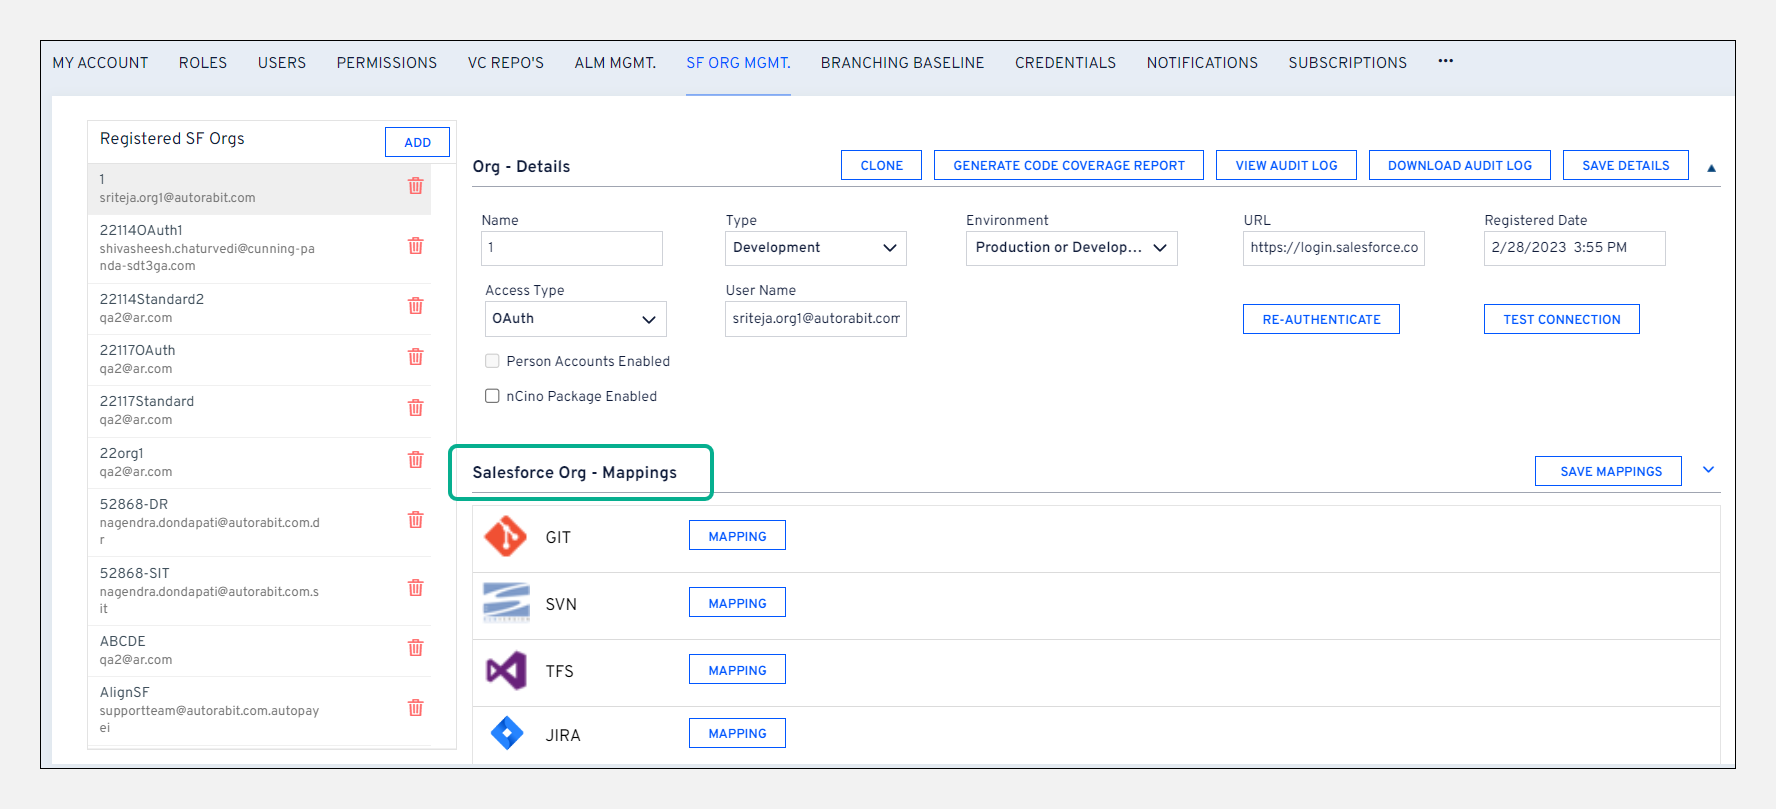 MY ACCOUNT ROLES USERS PERMISSIONS VC REPO'S ALM MGMT. SF ORG MGMT. BRANCHING BASELINE CREDENTIALS NOTIFICATIONS SUBSCRIPTIONS •••
Registered SF Orgs ADD
1
sriteja.org1@autorabit.com
22114OAuth1
shivasheesh.chaturvedi@cunning-pa
nda-sdt3ga.com
22114Standard2
qa2@ar.com
22117OAuth
qa2@ar.com
22117Standard
qa2@ar.com
22org1
qa2@ar.com
52868-DR
nagendra.dondapati@autorabit.com.d
r
52868-SIT
nagendra.dondapati@autorabit.com.s
it
ABCDE
qa2@ar.com
AlignSF
supportteam@autorabit.com.autopay
ei
Org - Details CLONE GENERATE CODE COVERAGE REPORT VIEW AUDIT LOG DOWNLOAD AUDIT LOG SAVE DETAILS
Name Type Environment URL Registered Date
1 Development Production or Develop... https://login.salesforce.co 2/28/2023 3:55 PM
Access Type User Name
OAuth sriteja.org1@autorabit.com RE-AUTHENTICATE TEST CONNECTION
Person Accounts Enabled
nCino Package Enabled
Salesforce Org - Mappings SAVE MAPPINGS
GIT MAPPING
SVN MAPPING
TFS MAPPING
JIRA MAPPING